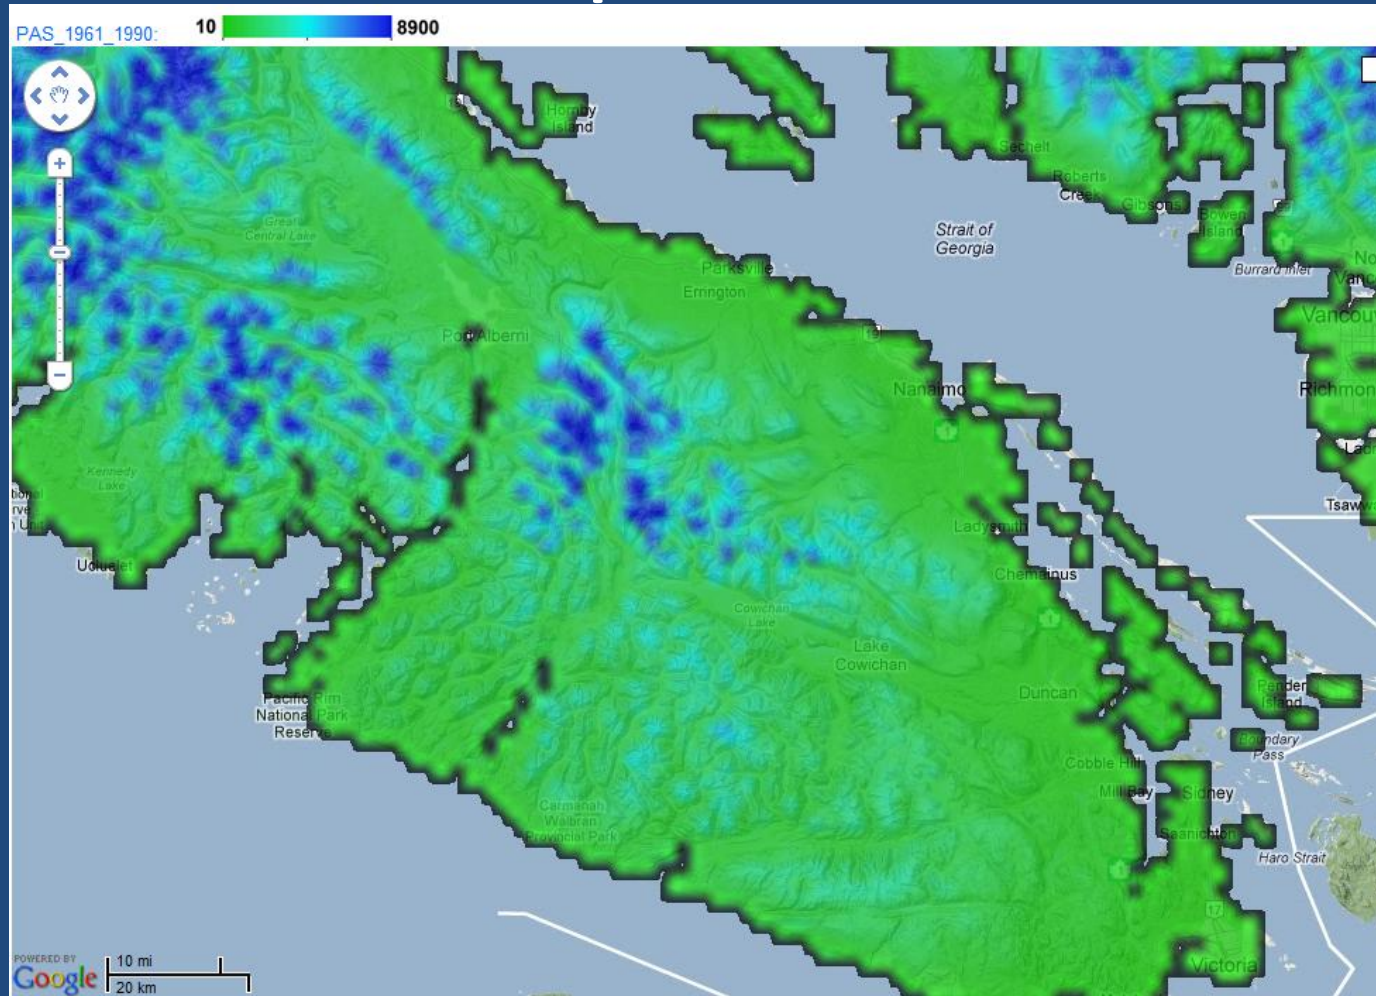 PAS_1961_1990:
10
8900
Hornby
Island
Sechelt
Roberts
Creek
Gibsons
Bowen
Island
Strait of
Georgia
Burrard Inlet
Great
Central Lake
Parksville
Errington
Port Alberni
Nanaimo
Richmon
Kennedy
Lake
Ucluelet
Ladysmith
Tsaww
Chemainus
Cowichan
Lake
Lake
Cowichan
Duncan
Pacific Rim
National Park
Reserve
Pender
Island
Boundary
Pass
Cobble Hill
Mill Bay
Sidney
Saanichton
Haro Strait
Carmanah
Walbran
Provincial Park
17
Victoria
POWERED BY
Google
10 mi
20 km